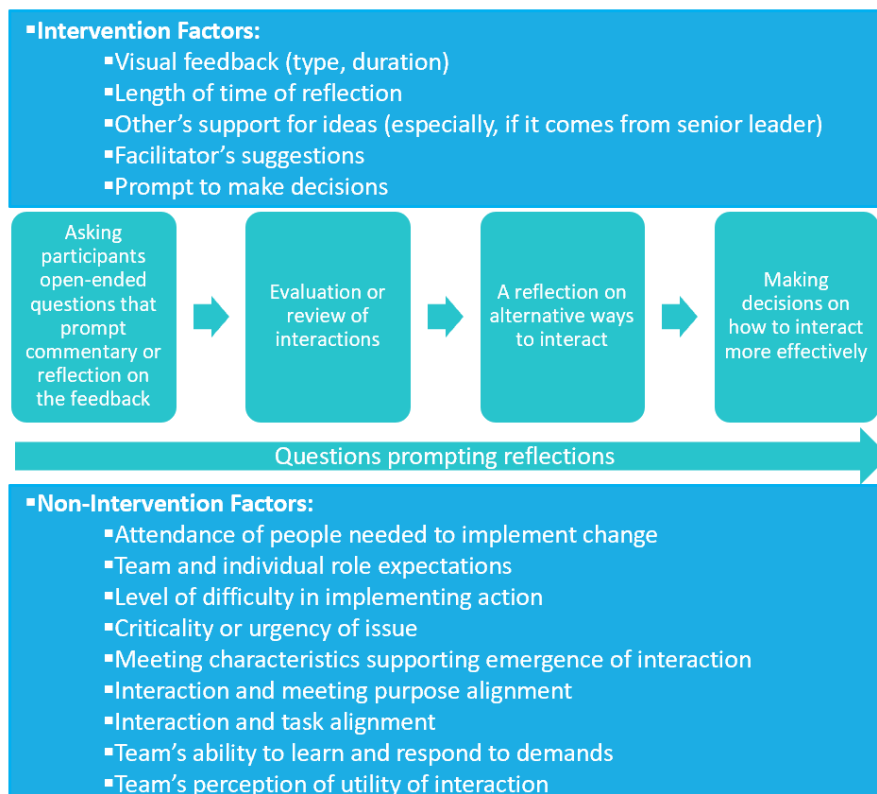 ▪Intervention Factors:
▪Visual feedback (type, duration)
▪Length of time of reflection
▪Other's support for ideas (especially, if it comes from senior leader)
▪Facilitator's suggestions
▪Prompt to make decisions
Asking
participants
open-ended
questions that
prompt
commentary or
reflection on
the feedback
Evaluation or
review of
interactions
A reflection on
alternative ways
to interact
Making
decisions on
how to interact
more effectively
Questions prompting reflections
▪Non-Intervention Factors:
▪Attendance of people needed to implement change
▪Team and individual role expectations
▪Level of difficulty in implementing action
▪Criticality or urgency of issue
▪Meeting characteristics supporting emergence of interaction
▪Interaction and meeting purpose alignment
▪Interaction and task alignment
▪Team's ability to learn and respond to demands
▪Team's perception of utility of interaction